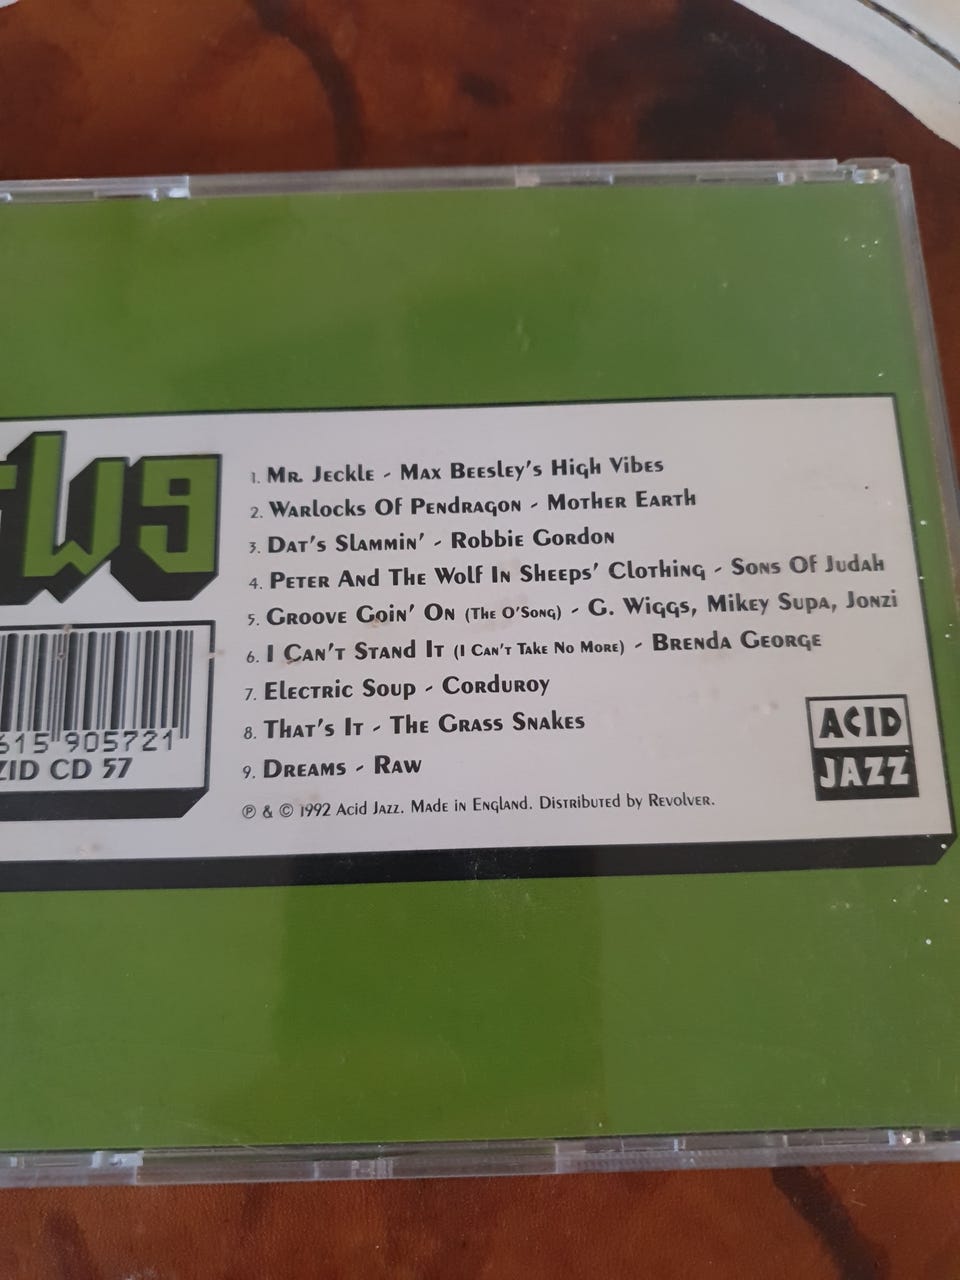 W9
1. Mr. Jeckle - Max Beesley's High Vibes
2. Warlocks Of Pendragon - Mother Earth
3. Dat's Slammin' - Robbie Gordon
4. Peter And The Wolf In Sheeps' Clothing - Sons Of Judah
5. Groove Goin' On (The O'Song) - G. Wiggs, Mikey Supa, Jonzi
6. I Can't Stand It (I Can't Take No More) - Brenda George
7. Electric Soup - Corduroy
8. That's It - The Grass Snakes
9. Dreams - Raw
℗ & © 1992 Acid Jazz. Made in England. Distributed by Revolver.
615 905721
ZID CD 57
ACID
JAZZ